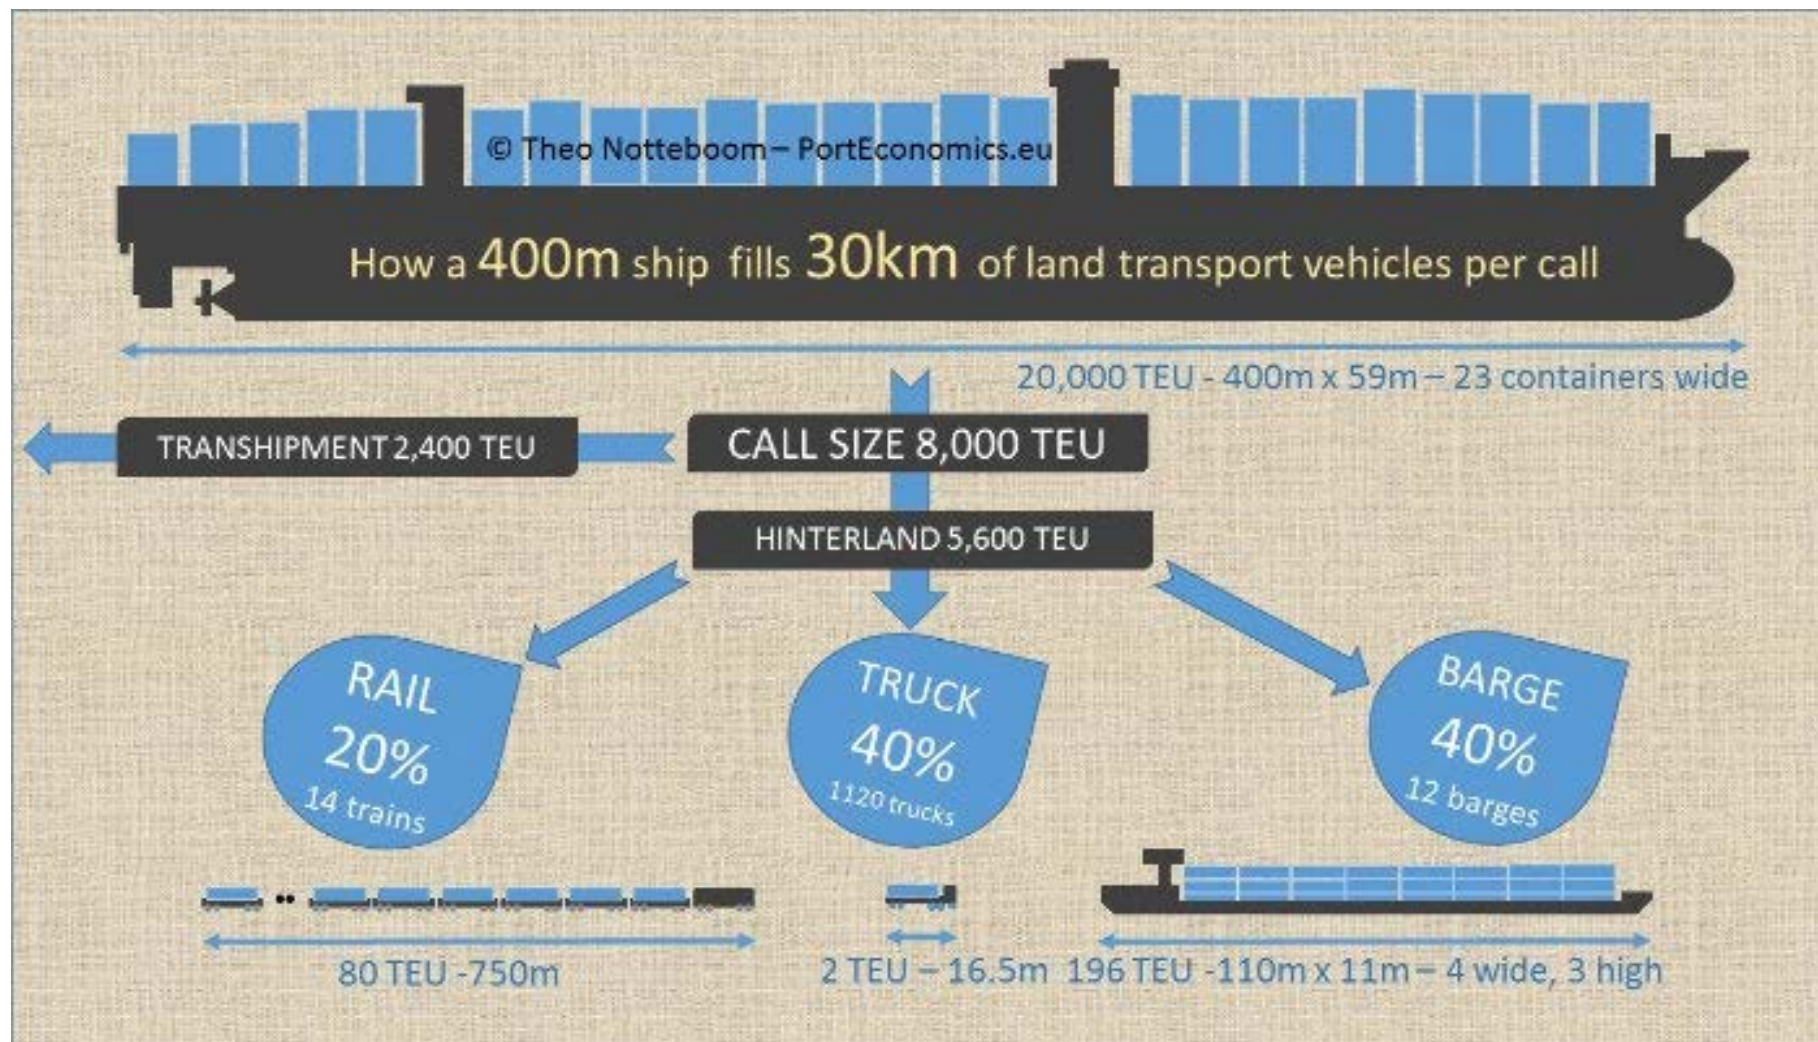 © Theo Notteboom – PortEconomics.eu
How a 400m ship fills 30km of land transport vehicles per call
20,000 TEU - 400m x 59m – 23 containers wide
TRANSHIPMENT 2,400 TEU
CALL SIZE 8,000 TEU
HINTERLAND 5,600 TEU
RAIL
20%
14 trains
TRUCK
40%
1120 trucks
BARGE
40%
12 barges
80 TEU -750m
2 TEU – 16.5m
196 TEU -110m x 11m – 4 wide, 3 high